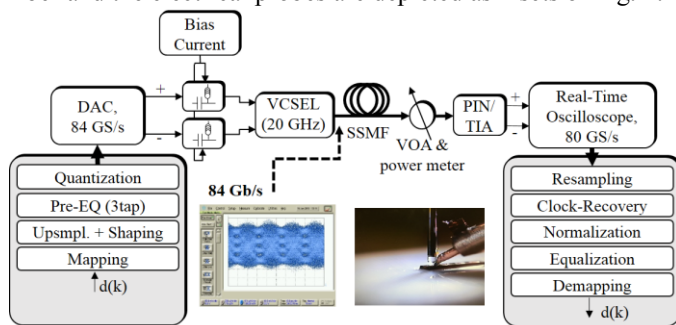 Bias
Current
DAC,
84 GS/s
+
-
VCSEL
(20 GHz)
SSMF
VOA &
power meter
PIN/
TIA
+
-
Real-Time
Oscilloscope,
80 GS/s
Quantization
Pre-EQ (3tap)
Upsmpl. + Shaping
Mapping
d(k)
84 Gb/s
Resampling
Clock-Recovery
Normalization
Equalization
Demapping
d(k)